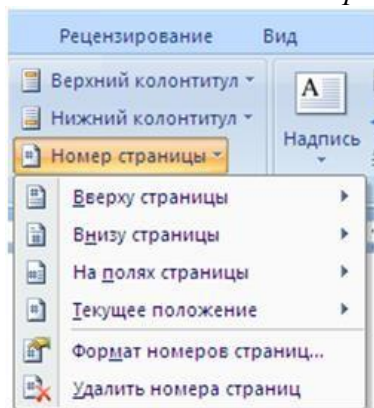 Рецензирование Вид
Верхний колонтитул
Нижний колонтитул
Номер страницы
Надпись
Вверху страницы
Внизу страницы
На полях страницы
Текущее положение
Формат номеров страниц...
Удалить номера страниц